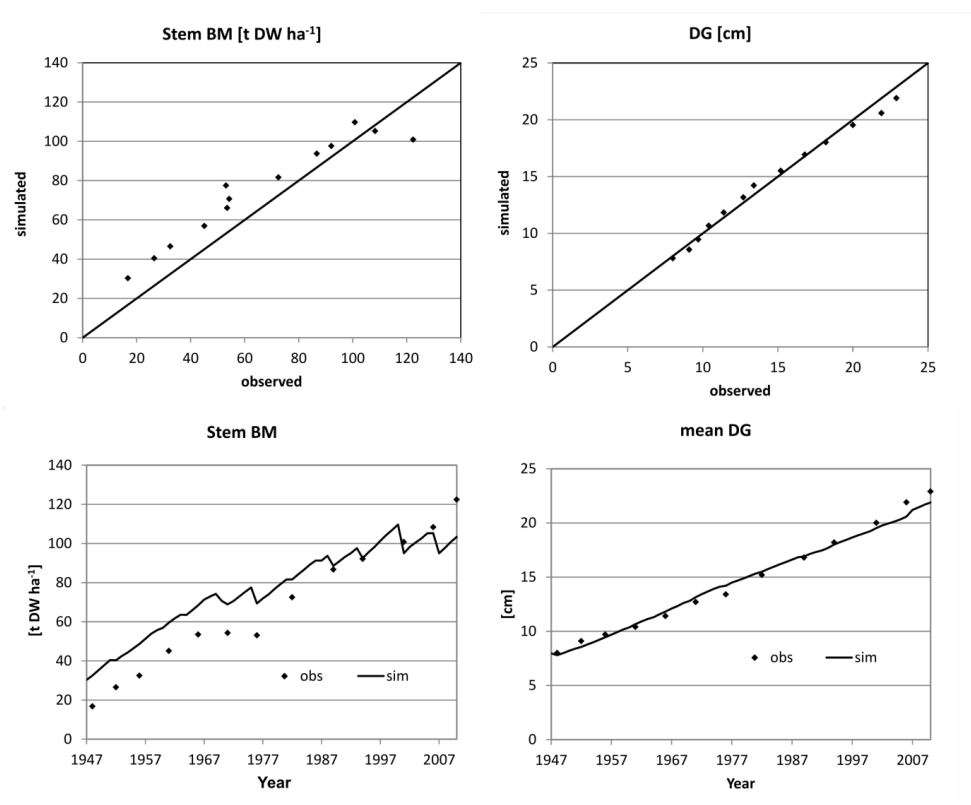 Stem BM [t DW ha⁻¹]
140
120
100
80
60
40
20
0
simulated
0 20 40 60 80 100 120 140
observed
DG [cm]
25
20
15
10
5
0
simulated
0 5 10 15 20 25
observed
Stem BM
140
120
100
80
60
40
20
0
[t DW ha⁻¹]
obs sim
1947 1957 1967 1977 1987 1997 2007
Year
mean DG
25
20
15
10
5
0
[cm]
obs sim
1947 1957 1967 1977 1987 1997 2007
Year